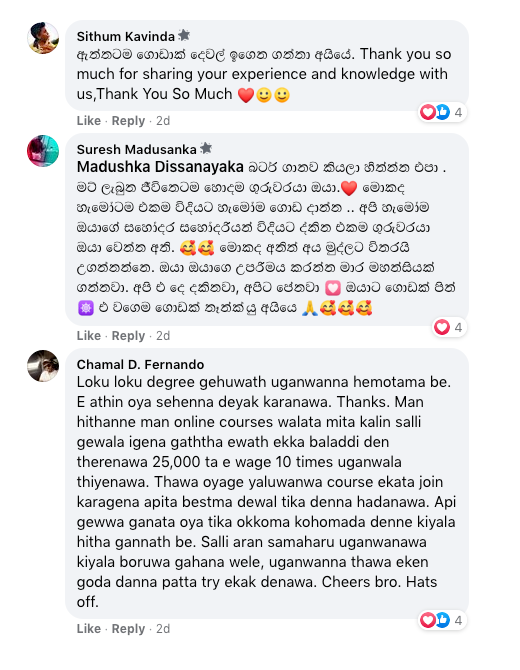 Sithum Kavinda
ඇත්තටම ගොඩාක් දෙවල් ඉගෙන ගත්තා අයියේ. Thank you so
much for sharing your experience and knowledge with
us,Thank You So Much ❤️🙂🙂
Like · Reply · 2d
4
Suresh Madusanka
Madushka Dissanayaka බටර් ගානව කියලා හිත්න්න එපා .
මට ලැබුන ජීවිතෙටම හොඳම ගුරුවරයා ඔයා.❤️ මොකද
හැමෝටම එකම විදියට හැමෝම ගොඩ දාන්න .. අපි හැමෝම
ඔයාගේ සහෝදර සහෝදරියන් විදියට ද්කින එකම ගුරුවරයා
ඔයා වෙන්න අති. 🥰🥰 මොකද අනිත් අය මුද්ලට විතරයි
උගත්නන්නෙ. ඔයා ඔයාගෙ උපරීමය කරන්න මාර මහන්සියක්
ගන්නවා. අපි එ දෙ දකිනවා, අපිට පේනවා 💟 ඔයාට ගොඩක් පින්
☸️ එ වගෙම ගොඩක් තෑන්ක්යු අයියෙ 🙏🥰🥰🥰
Like · Reply · 2d
4
Chamal D. Fernando
Loku loku degree gehuwath uganwanna hemotama be.
E athin oya sehenna deyak karanawa. Thanks. Man
hithanne man online courses walata mita kalin salli
gewala igena gaththa ewath ekka baladdi den
therenawa 25,000 ta e wage 10 times uganwala
thiyenawa. Thawa oyage yaluwanwa course ekata join
karagena apita bestma dewal tika denna hadanawa. Api
gewwa ganata oya tika okkoma kohomada denne kiyala
hitha gannath be. Salli aran samaharu uganwanawa
kiyala boruwa gahana wele, uganwanna thawa eken
goda danna patta try ekak denawa. Cheers bro. Hats
off.
Like · Reply · 2d
4